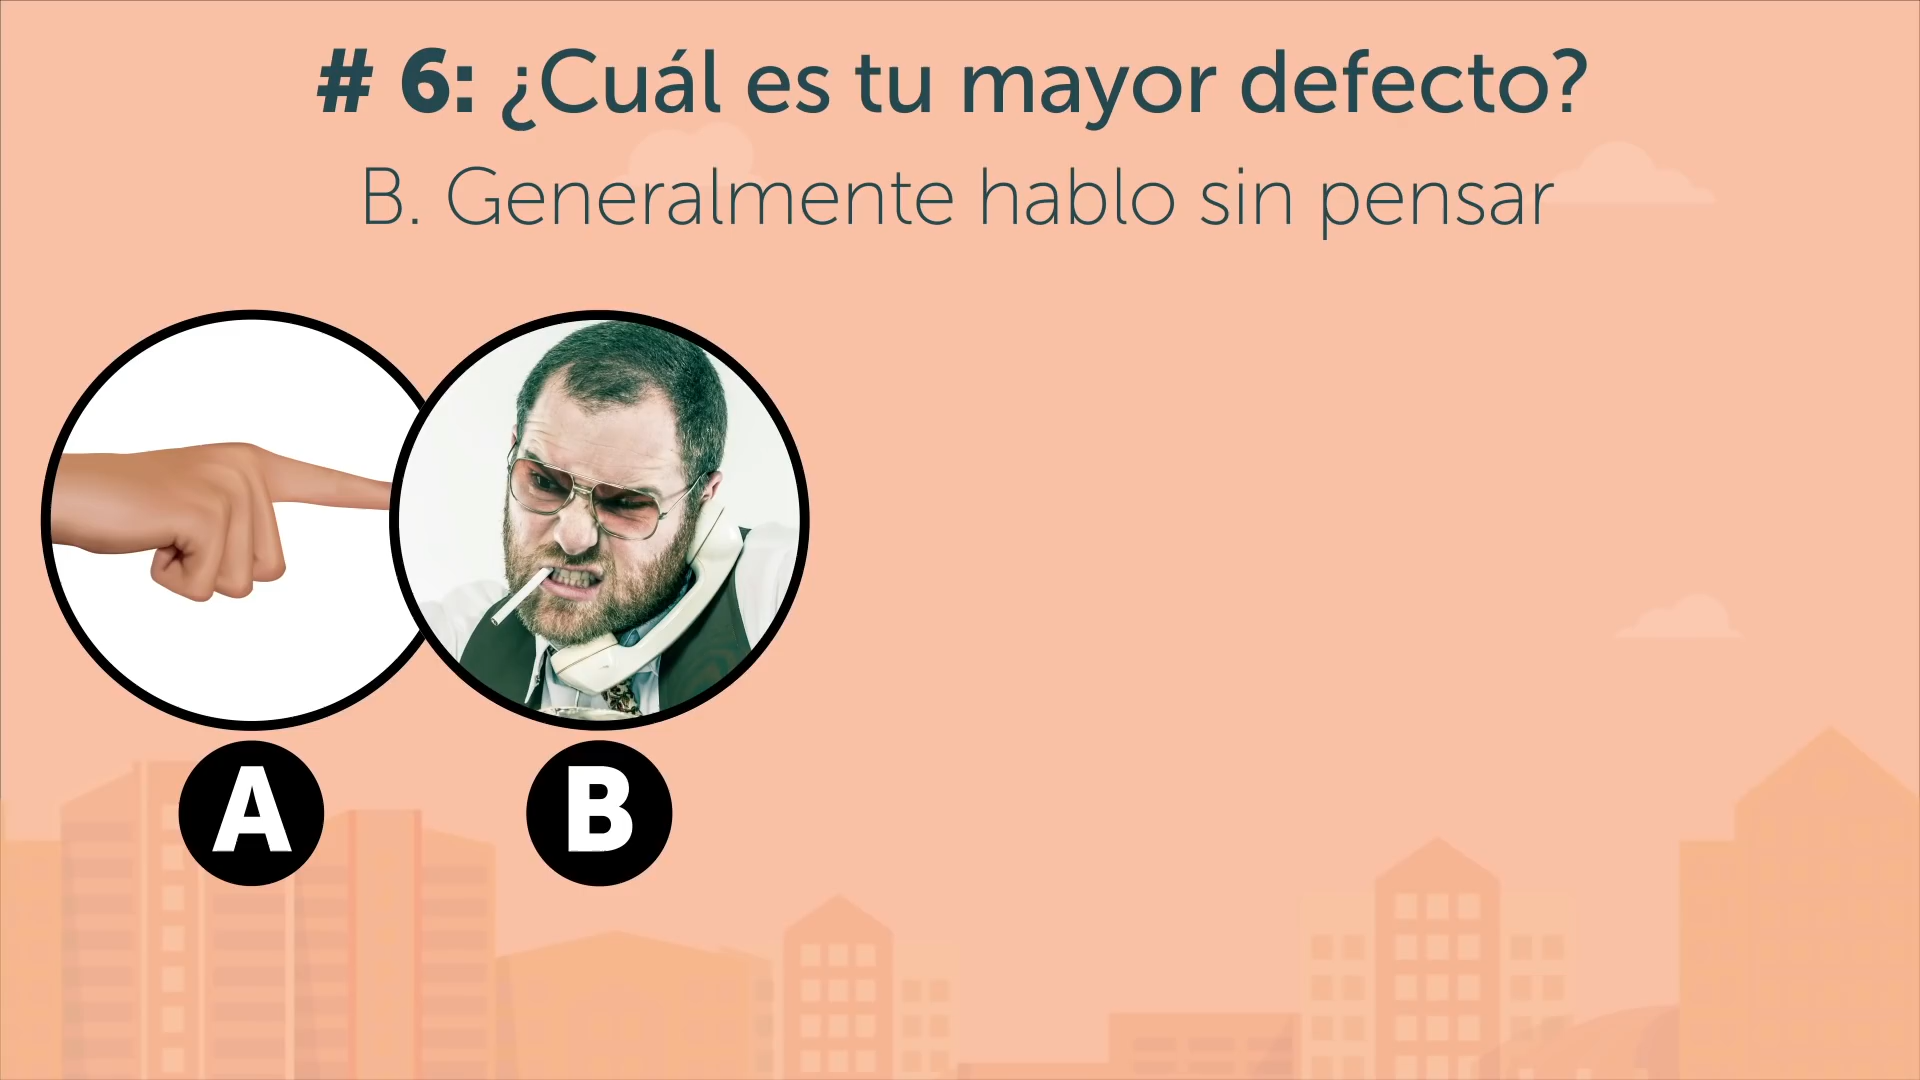 # 6: ¿Cuál es tu mayor defecto?
B. Generalmente hablo sin pensar
A
B